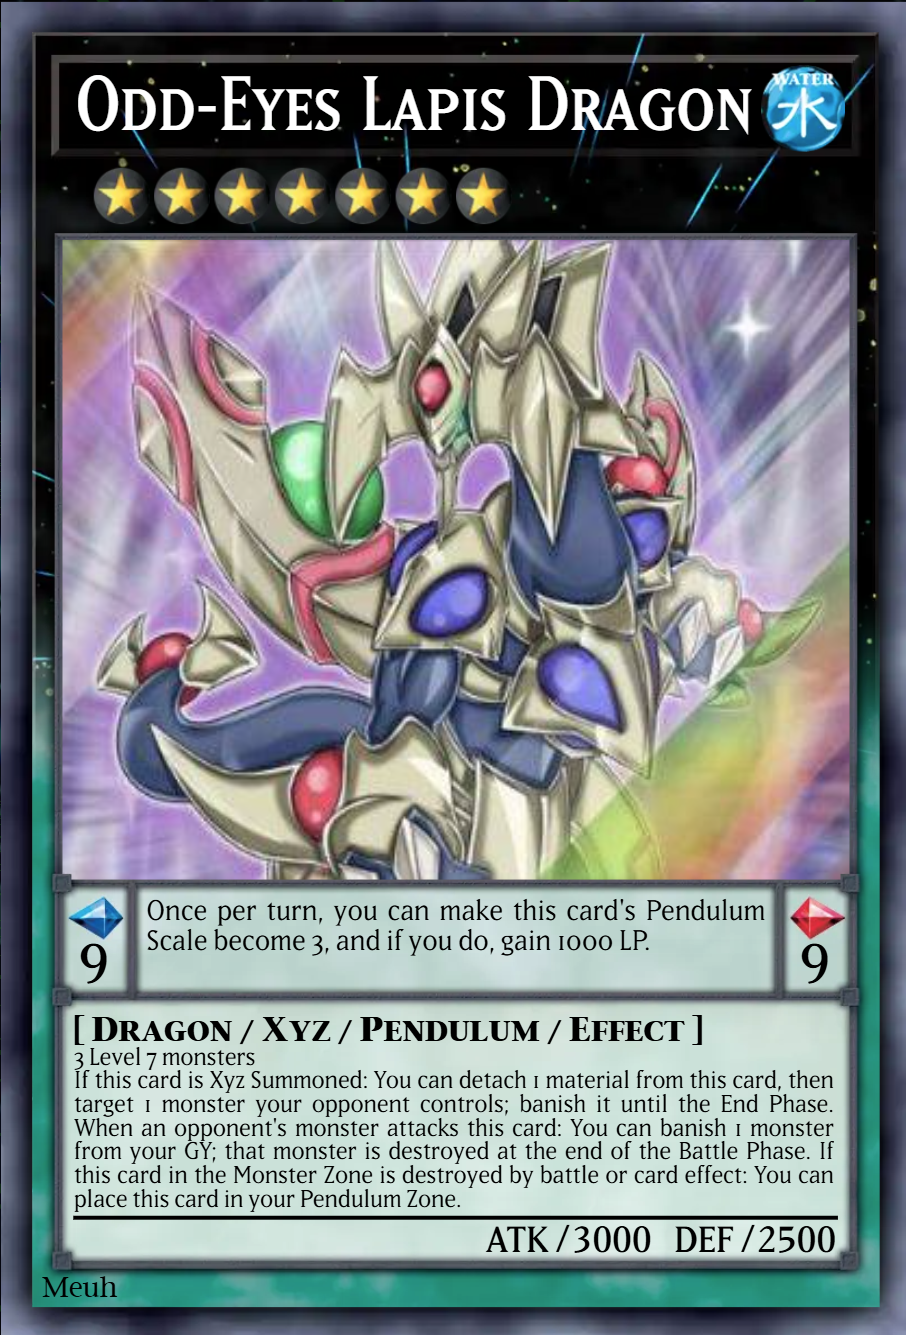 Odd-Eyes Lapis Dragon
WATER
水
Once per turn, you can make this card's Pendulum
Scale become 3, and if you do, gain 1000 LP.
9
9
[ Dragon / Xyz / Pendulum / Effect ]
3 Level 7 monsters
If this card is Xyz Summoned: You can detach 1 material from this card, then
target 1 monster your opponent controls; banish it until the End Phase.
When an opponent's monster attacks this card: You can banish 1 monster
from your GY; that monster is destroyed at the end of the Battle Phase. If
this card in the Monster Zone is destroyed by battle or card effect: You can
place this card in your Pendulum Zone.
ATK/3000 DEF/2500
Meuh